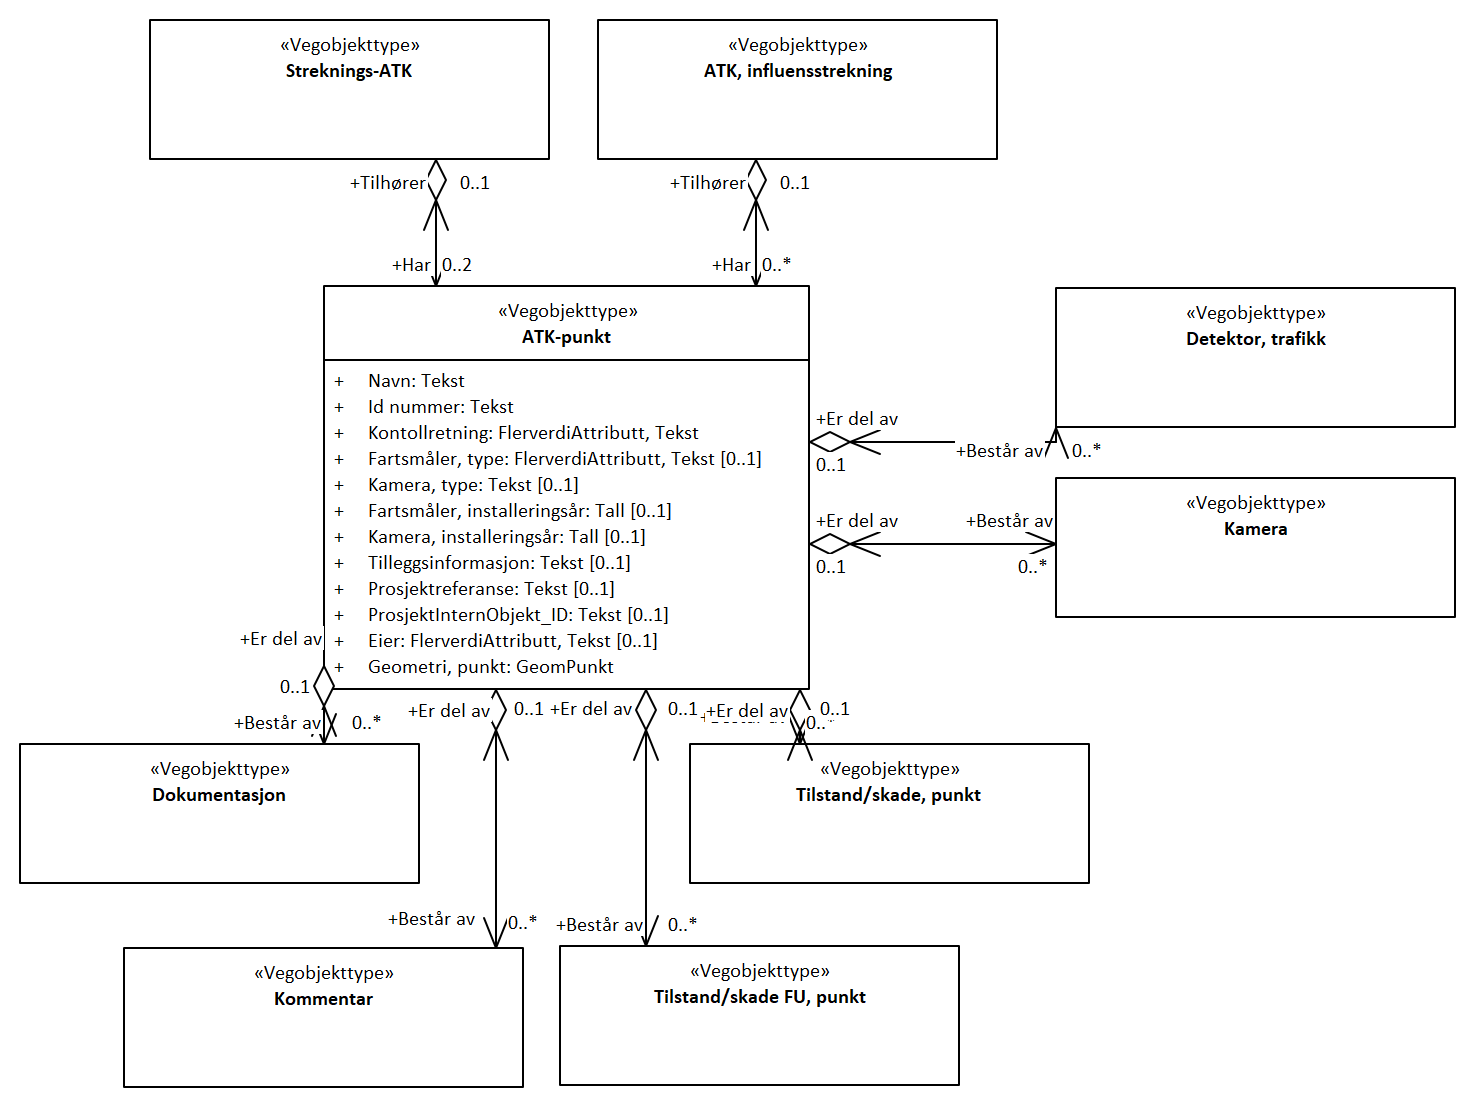 «Vegobjekttype»
Streknings-ATK
«Vegobjekttype»
ATK, influensstrekning
+Tilhører
0..1
+Tilhører
0..1
+Har
0..2
+Har
0..*
«Vegobjekttype»
ATK-punkt
+ Navn: Tekst
+ Id nummer: Tekst
+ Kontollretning: FlerverdiAttributt, Tekst
+ Fartsmåler, type: FlerverdiAttributt, Tekst [0..1]
+ Kamera, type: Tekst [0..1]
+ Fartsmåler, installeringsår: Tall [0..1]
+ Kamera, installeringsår: Tall [0..1]
+ Tilleggsinformasjon: Tekst [0..1]
+ Prosjektreferanse: Tekst [0..1]
+ ProsjektInternObjekt_ID: Tekst [0..1]
+ Eier: FlerverdiAttributt, Tekst [0..1]
+ Geometri, punkt: GeomPunkt
«Vegobjekttype»
Detektor, trafikk
+Er del av
0..1
+Består av
0..*
«Vegobjekttype»
Kamera
+Er del av
0..1
+Består av
0..*
+Er del av
0..1
+Består av
0..*
+Er del av
0..1
+Er del av
0..1
+Er del av
0..1
0..*
«Vegobjekttype»
Dokumentasjon
«Vegobjekttype»
Tilstand/skade, punkt
+Består av
0..*
+Består av
0..*
«Vegobjekttype»
Kommentar
«Vegobjekttype»
Tilstand/skade FU, punkt